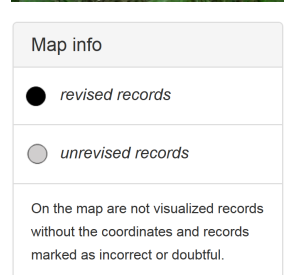 Map info
revised records
unrevised records
On the map are not visualized records
without the coordinates and records
marked as incorrect or doubtful.